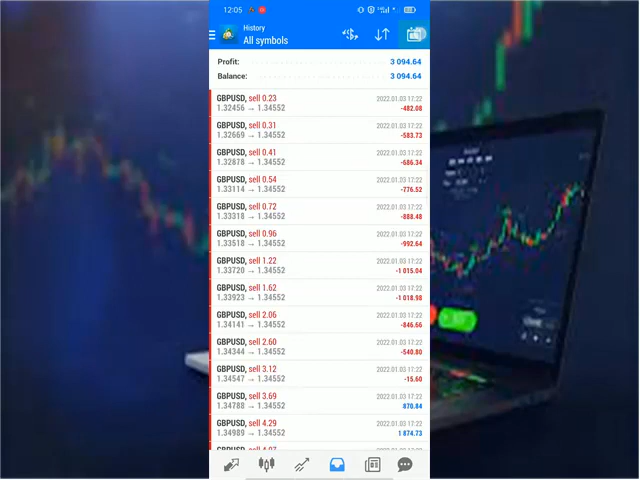 12:05
History
All symbols
Profit: 3 094.64
Balance: 3 094.64
GBPUSD, sell 0.23 2022.01.03 17:22
1.32456 → 1.34552 -482.08
GBPUSD, sell 0.31 2022.01.03 17:22
1.32669 → 1.34552 -583.73
GBPUSD, sell 0.41 2022.01.03 17:22
1.32878 → 1.34552 -686.34
GBPUSD, sell 0.54 2022.01.03 17:22
1.33114 → 1.34552 -776.52
GBPUSD, sell 0.72 2022.01.03 17:22
1.33318 → 1.34552 -888.48
GBPUSD, sell 0.96 2022.01.03 17:22
1.33518 → 1.34552 -992.64
GBPUSD, sell 1.22 2022.01.03 17:22
1.33720 → 1.34552 -1 015.04
GBPUSD, sell 1.62 2022.01.03 17:22
1.33923 → 1.34552 -1 018.98
GBPUSD, sell 2.06 2022.01.03 17:22
1.34141 → 1.34552 -846.66
GBPUSD, sell 2.60 2022.01.03 17:22
1.34344 → 1.34552 -540.80
GBPUSD, sell 3.12 2022.01.03 17:22
1.34547 → 1.34552 -15.60
GBPUSD, sell 3.69 2022.01.03 17:22
1.34788 → 1.34552 870.84
GBPUSD, sell 4.29 2022.01.03 17:22
1.34989 → 1.34552 1 874.73